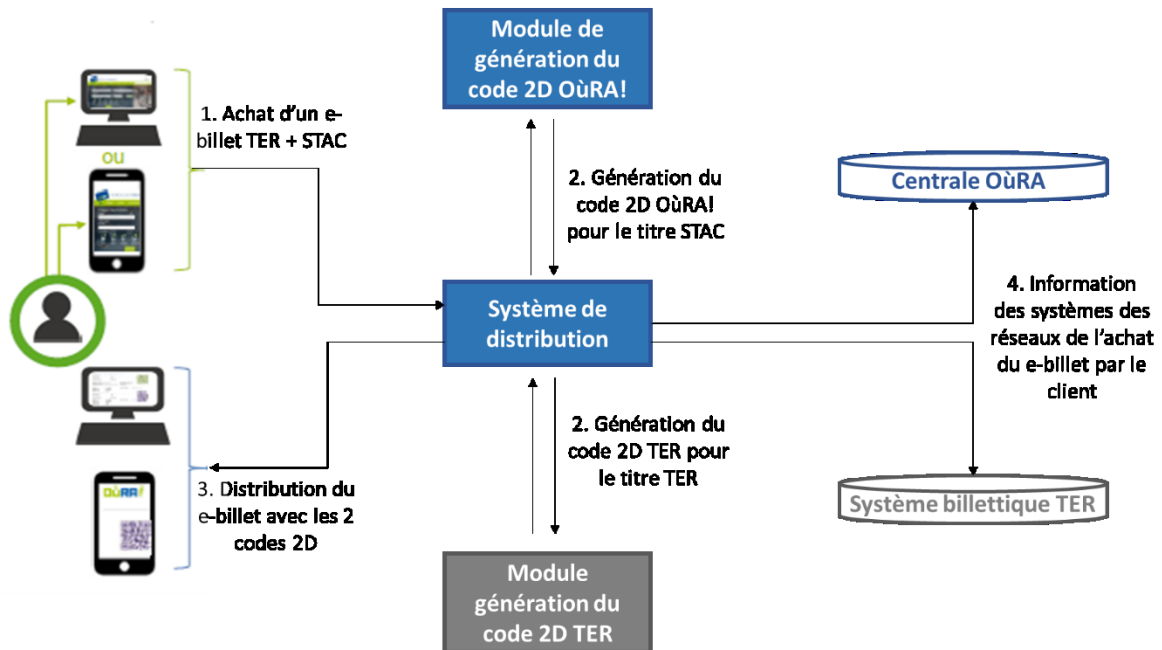 Module de
génération du
code 2D OùRA!
1. Achat d'un e-
billet TER + STAC
ou
2. Génération du
code 2D OùRA!
pour le titre STAC
Centrale OùRA
4. Information
des systèmes des
réseaux de l'achat
du e-billet par le
client
Système de
distribution
2. Génération du
code 2D TER pour
le titre TER
OùRA!
3. Distribution du
e-billet avec les 2
codes 2D
Système billettique TER
Module
génération du
code 2D TER